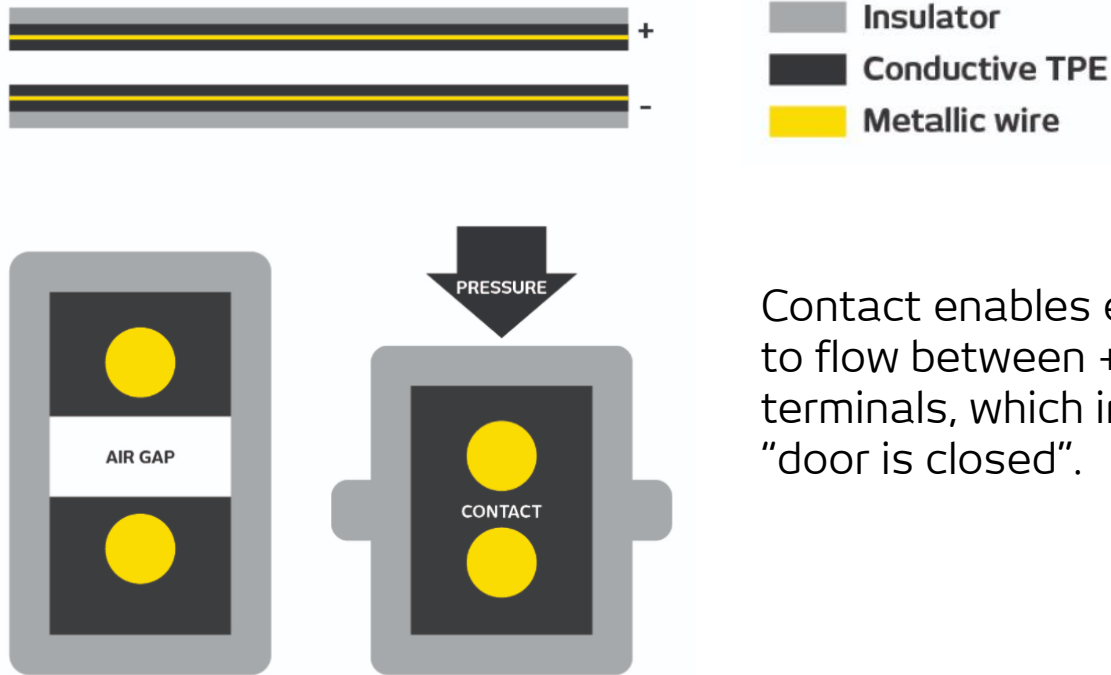 +
-
Insulator
Conductive TPE
Metallic wire
PRESSURE
AIR GAP
CONTACT
Contact enables
to flow between +
terminals, which
“door is closed”.